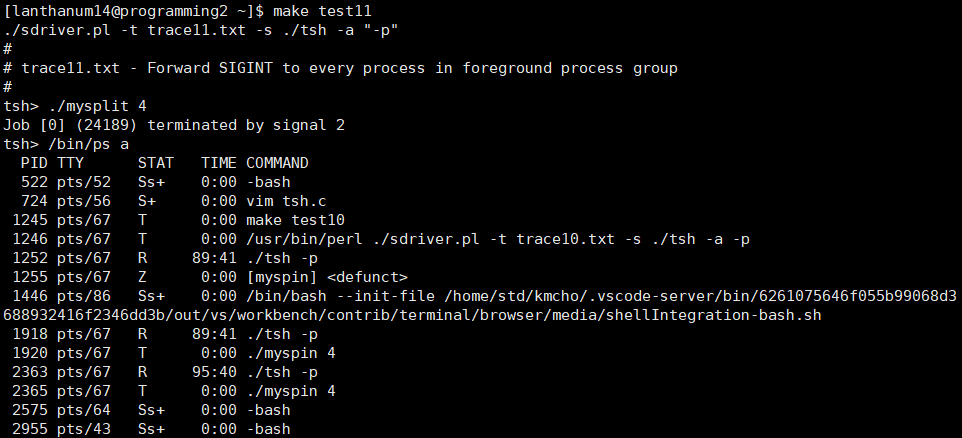 [lanthanum14@programming2 ~]$ make test11
./sdriver.pl -t trace11.txt -s ./tsh -a "-p"
#
# trace11.txt - Forward SIGINT to every process in foreground process group
#
tsh> ./mysplit 4
Job [0] (24189) terminated by signal 2
tsh> /bin/ps a
  PID TTY      STAT   TIME COMMAND
  522 pts/52   Ss+    0:00 -bash
  724 pts/56   S+     0:00 vim tsh.c
 1245 pts/67   T      0:00 make test10
 1246 pts/67   T      0:00 /usr/bin/perl ./sdriver.pl -t trace10.txt -s ./tsh -a -p
 1252 pts/67   R     89:41 ./tsh -p
 1255 pts/67   Z      0:00 [myspin] <defunct>
 1446 pts/86   Ss+    0:00 /bin/bash --init-file /home/std/kmcho/.vscode-server/bin/6261075646f055b99068d3
688932416f2346dd3b/out/vs/workbench/contrib/terminal/browser/media/shellIntegration-bash.sh
 1918 pts/67   R     89:41 ./tsh -p
 1920 pts/67   T      0:00 ./myspin 4
 2363 pts/67   R     95:40 ./tsh -p
 2365 pts/67   T      0:00 ./myspin 4
 2575 pts/64   Ss+    0:00 -bash
 2955 pts/43   Ss+    0:00 -bash